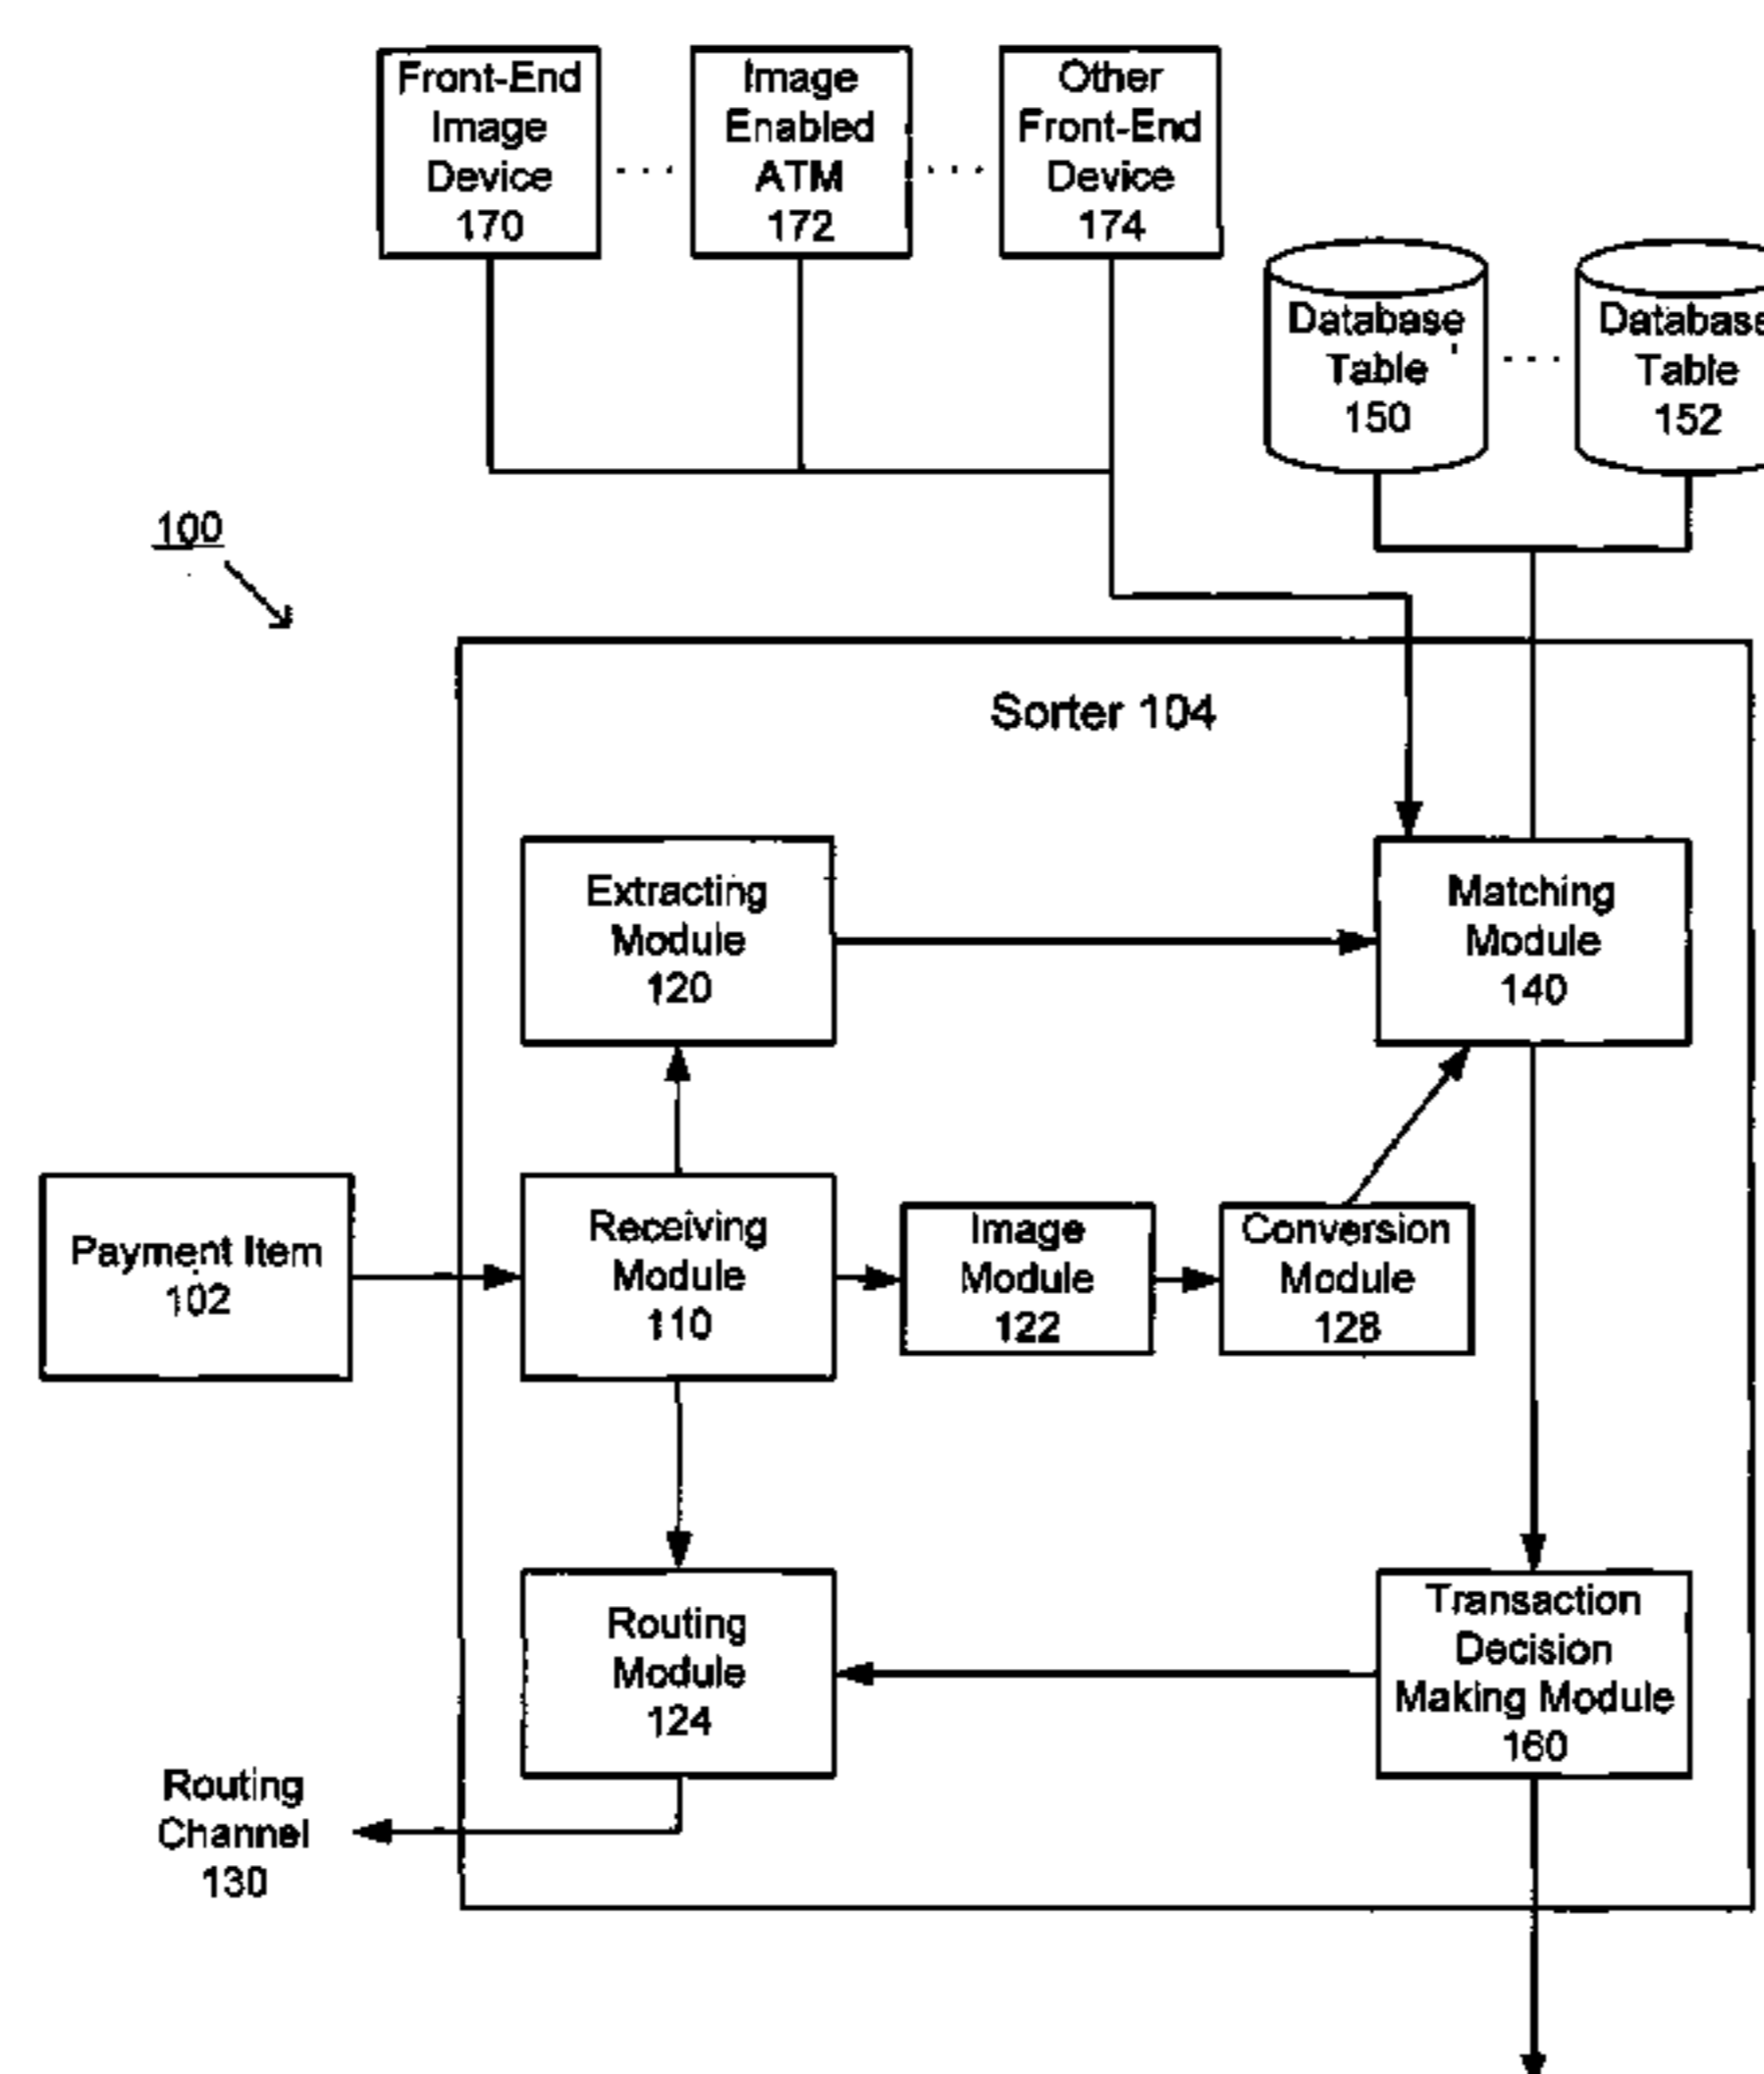 Front-End
Image
Device
170
. . .
Image
Enabled
ATM
172
. . .
Other
Front-End
Device
174
Database
Table
150
. . .
Database
Table
152
100
Sorter 104
Extracting
Module
120
Matching
Module
140
Payment Item
102
Receiving
Module
110
Image
Module
122
Conversion
Module
128
Routing
Module
124
Transaction
Decision
Making Module
160
Routing
Channel
130